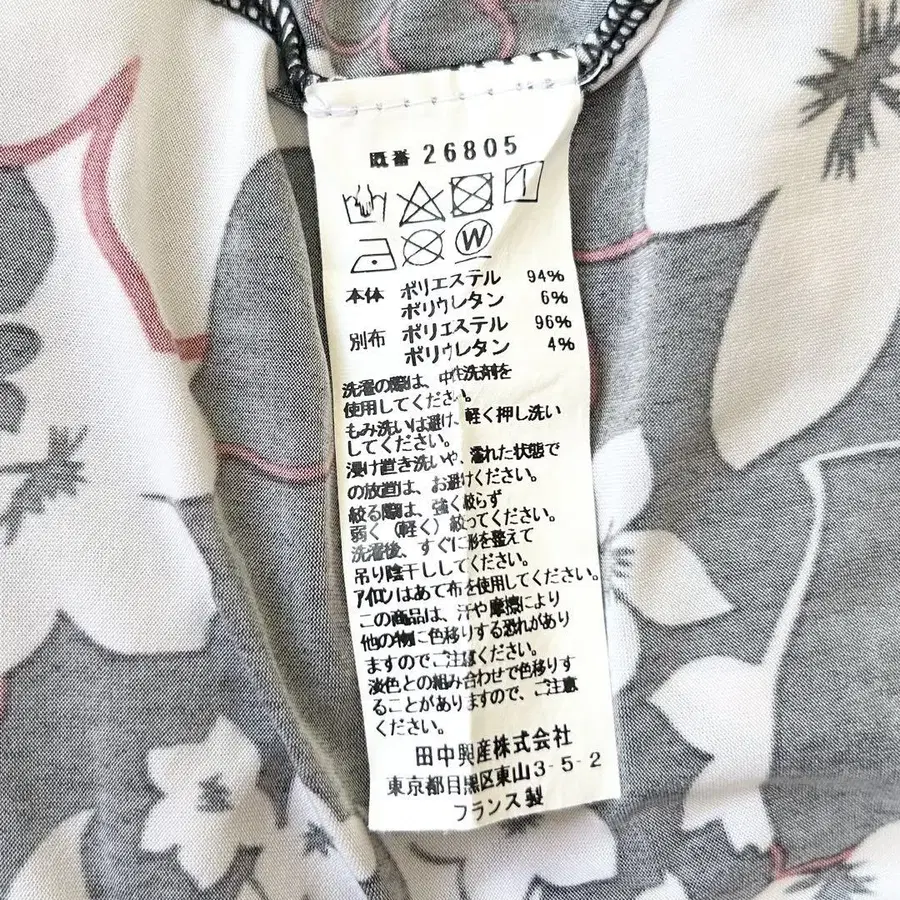 既番 26805
W
本体 ポリエステル 94%
ポリウレタン 6%
別布 ポリエステル 96%
ポリウレタン 4%
洗濯の際は、中性洗剤を
使用してください。
もみ洗いは避け、軽く押し洗い
してください。
浸け置き洗いや、濡れた状態で
の放置は、お避けください。
絞る際は、強く絞らず
弱く（軽く）絞ってください。
洗濯後、すぐに形を整えて
吊り陰干ししてください。
アイロンはあて布を使用してください。
この商品は、汗や摩擦により
他の物に色移りする恐れがあり
ますのでご注意ください。
淡色との組み合わせで色移りす
ることがありますので、ご注意
ください。
田中興産株式会社
東京都目黒区東山3-5-2
フランス製